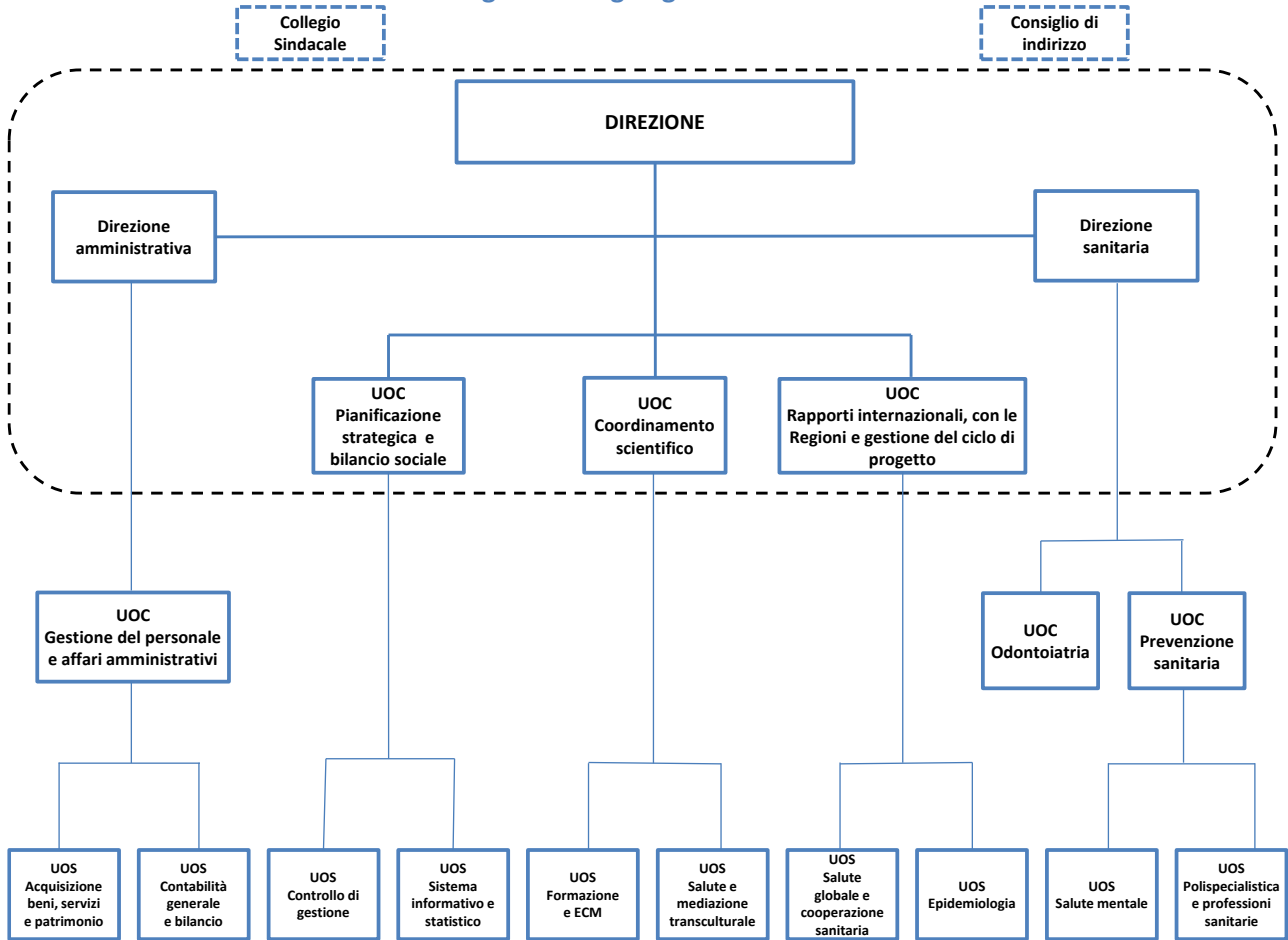 Collegio
Sindacale
Consiglio di
indirizzo
DIREZIONE
Direzione
amministrativa
Direzione
sanitaria
UOC
Pianificazione
strategica e
bilancio sociale
UOC
Coordinamento
scientifico
UOC
Rapporti internazionali, con le
Regioni e gestione del ciclo di
progetto
UOC
Gestione del personale
e affari amministrativi
UOC
Odontoiatria
UOC
Prevenzione
sanitaria
UOS
Acquisizione
beni, servizi
e patrimonio
UOS
Contabilità
generale
e bilancio
UOS
Controllo di
gestione
UOS
Sistema
informativo e
statistico
UOS
Formazione
e ECM
UOS
Salute e
mediazione
transculturale
UOS
Salute
globale e
cooperazione
sanitaria
UOS
Epidemiologia
UOS
Salute mentale
UOS
Polispecialistica
e professioni
sanitarie